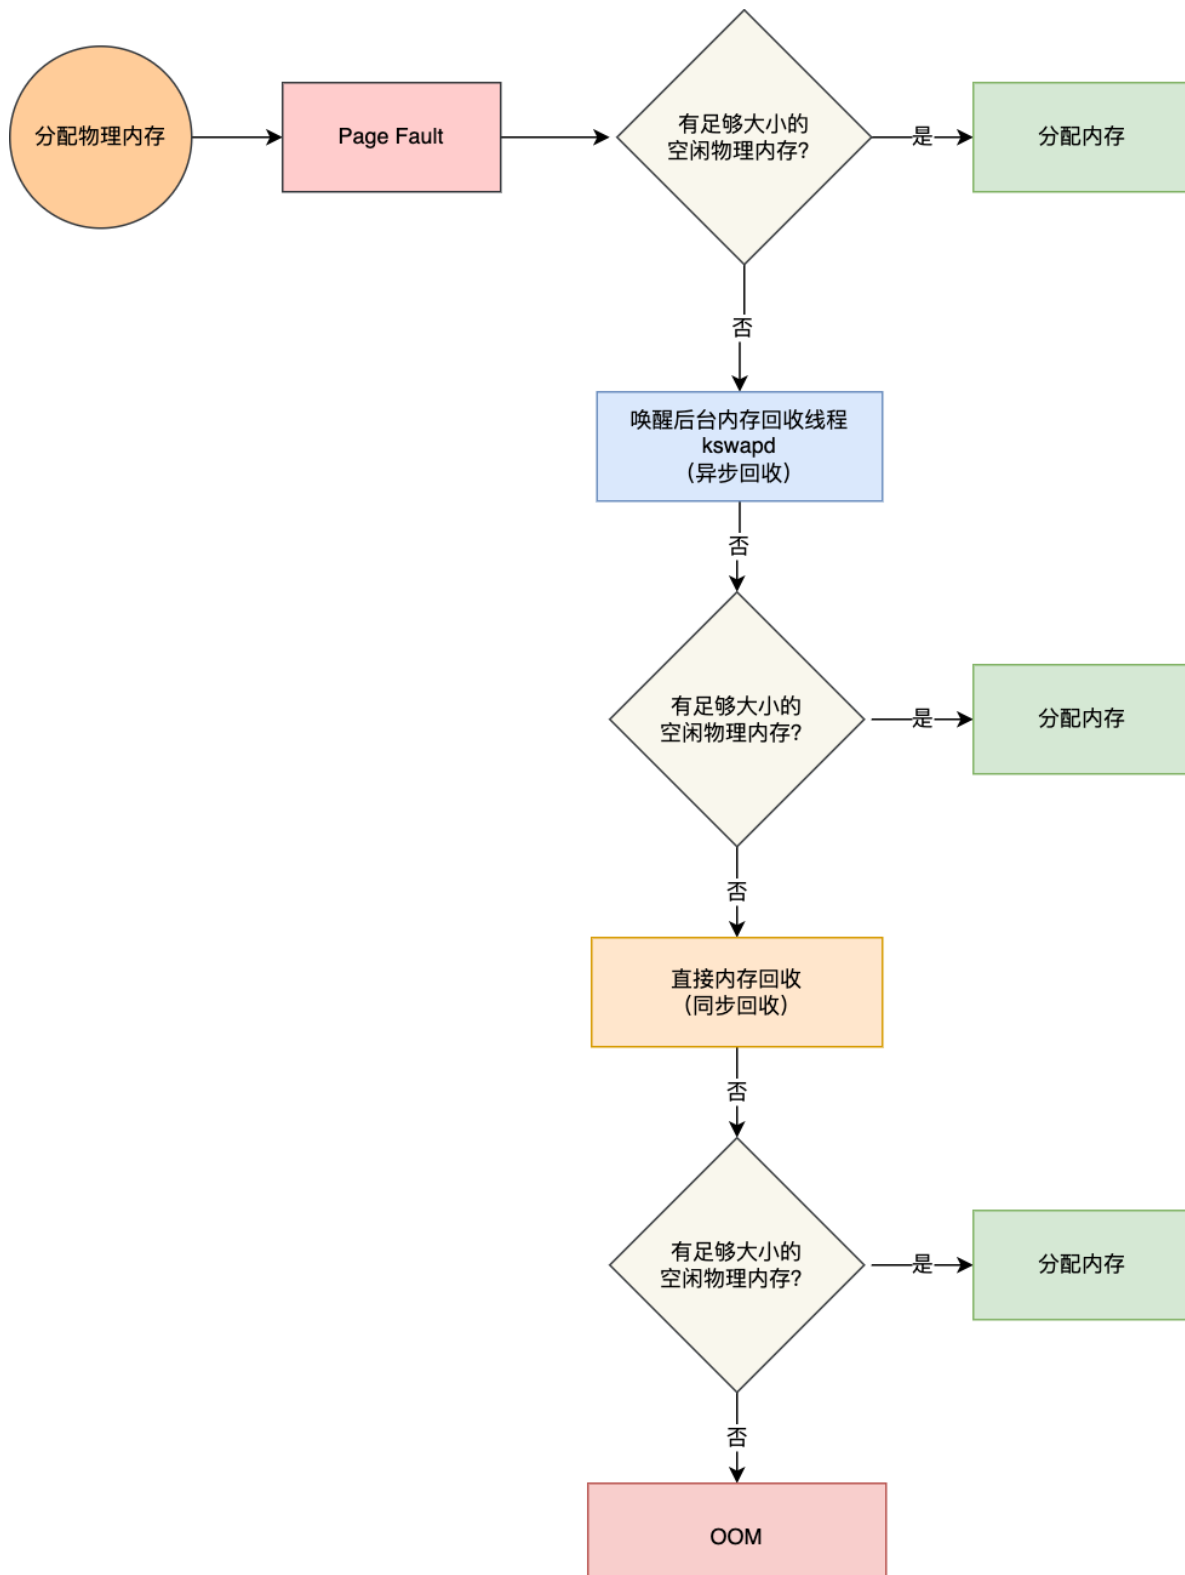 分配物理内存
Page Fault
有足够大小的
空闲物理内存?
是
分配内存
否
唤醒后台内存回收线程
kswapd
（异步回收）
否
有足够大小的
空闲物理内存?
是
分配内存
否
直接内存回收
（同步回收）
否
有足够大小的
空闲物理内存?
是
分配内存
否
OOM